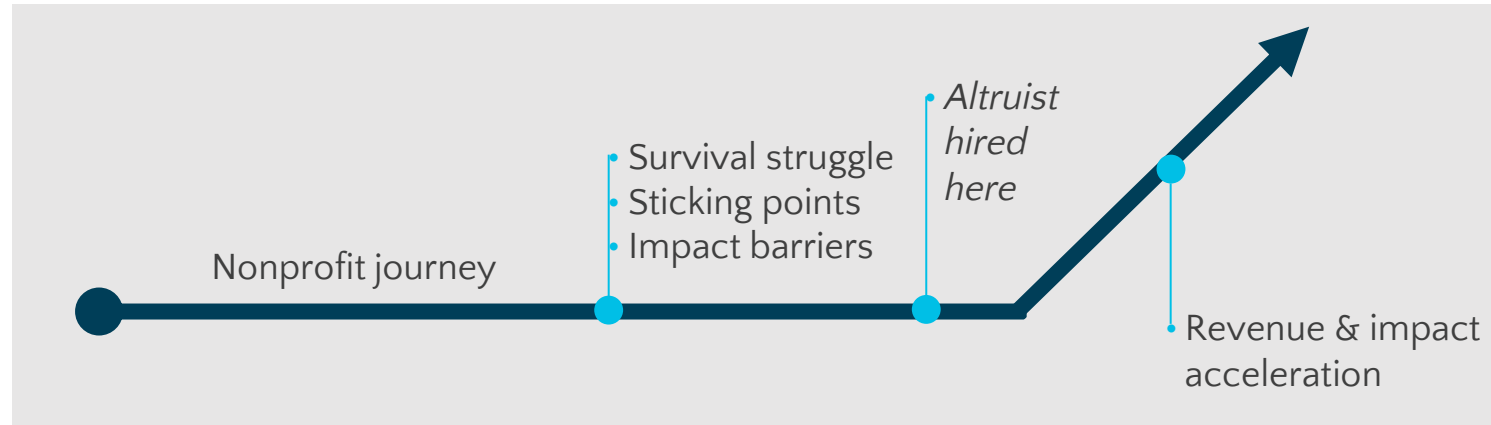 Nonprofit journey
• Survival struggle
• Sticking points
• Impact barriers
• Altruist
hired
here
• Revenue & impact
acceleration